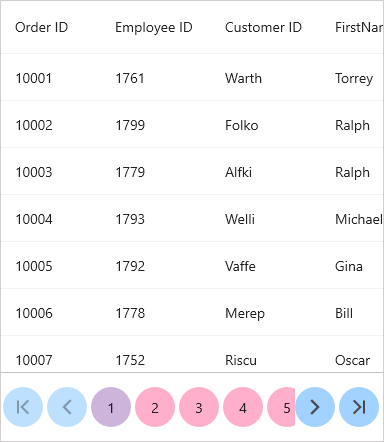 Order ID Employee ID Customer ID FirstNa
10001 1761 Warth Torrey
10002 1799 Folko Ralph
10003 1779 Alfki Ralph
10004 1793 Welli Michael
10005 1792 Vaffe Gina
10006 1778 Merep Bill
10007 1752 Riscu Oscar
1 2 3 4 5